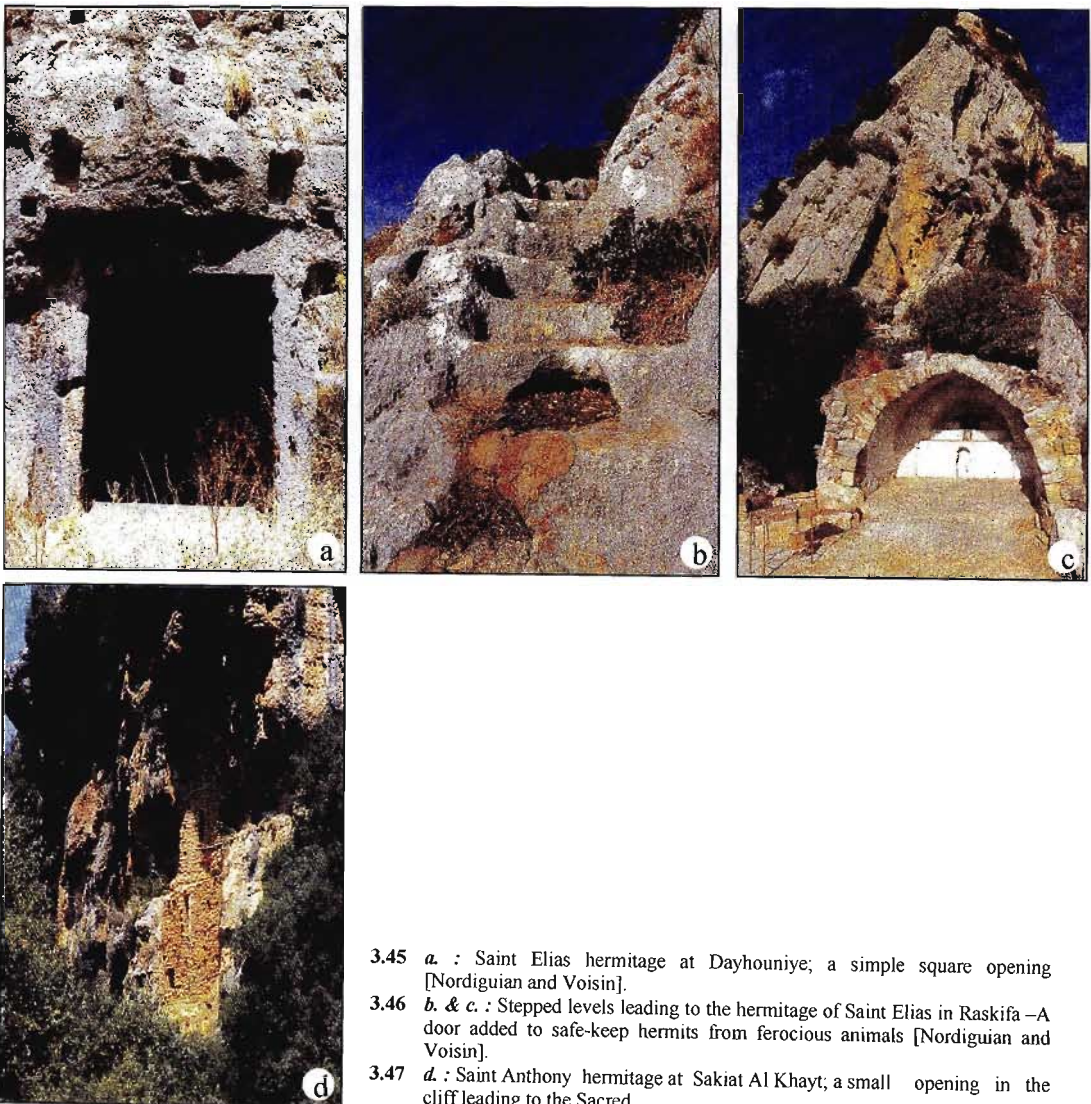 a
b
c
d
3.45 a. : Saint Elias hermitage at Dayhouniye; a simple square opening
[Nordiguian and Voisin].
3.46 b. & c. : Stepped levels leading to the hermitage of Saint Elias in Raskifa –A
door added to safe-keep hermits from ferocious animals [Nordiguian and
Voisin].
3.47 d. : Saint Anthony hermitage at Sakiat Al Khayt; a small opening in the
cliff leading to the Sacred